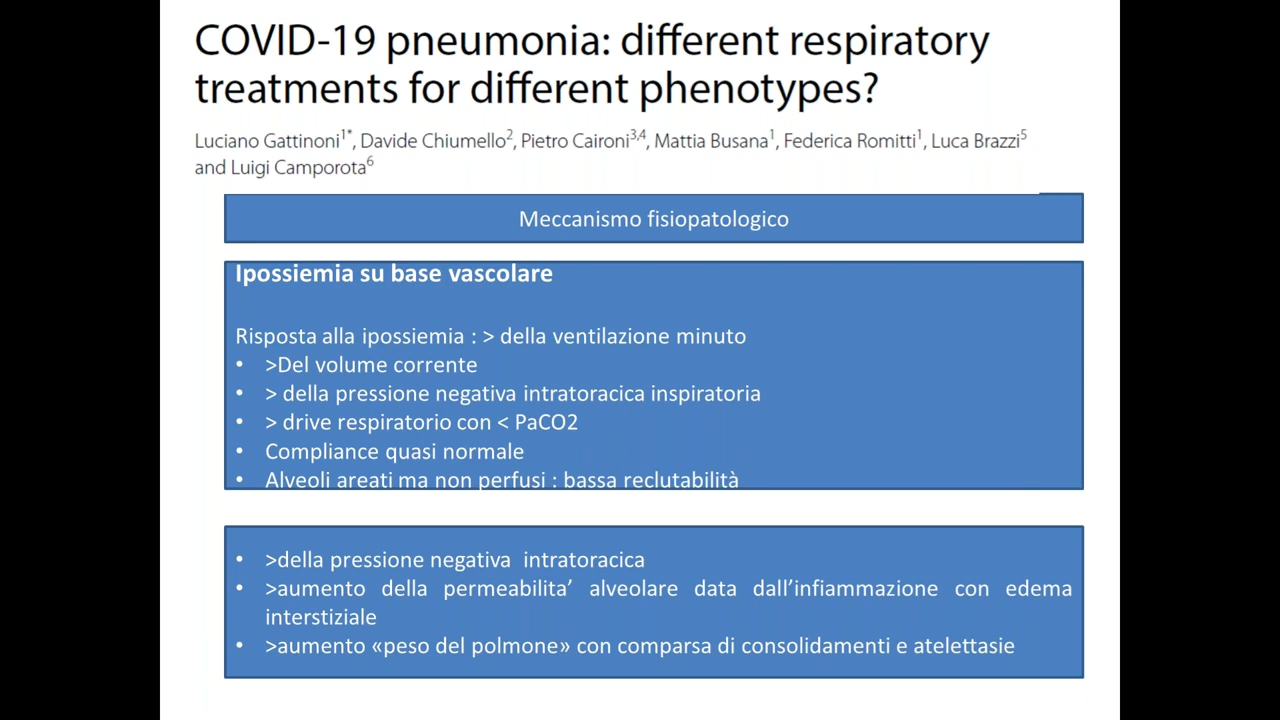 COVID-19 pneumonia: different respiratory
treatments for different phenotypes?
Luciano Gattinoni1*, Davide Chiumello2, Pietro Caironi3,4, Mattia Busana1, Federica Romitti1, Luca Brazzi5
and Luigi Camporota6
Meccanismo fisiopatologico
Ipossiemia su base vascolare
Risposta alla ipossiemia : > della ventilazione minuto
• >Del volume corrente
• > della pressione negativa intratoracica inspiratoria
• > drive respiratorio con < PaCO2
• Compliance quasi normale
• Alveoli areati ma non perfusi : bassa reclutabilità
• >della pressione negativa intratoracica
• >aumento della permeabilita’ alveolare data dall’infiammazione con edema
interstiziale
• >aumento «peso del polmone» con comparsa di consolidamenti e atelettasie